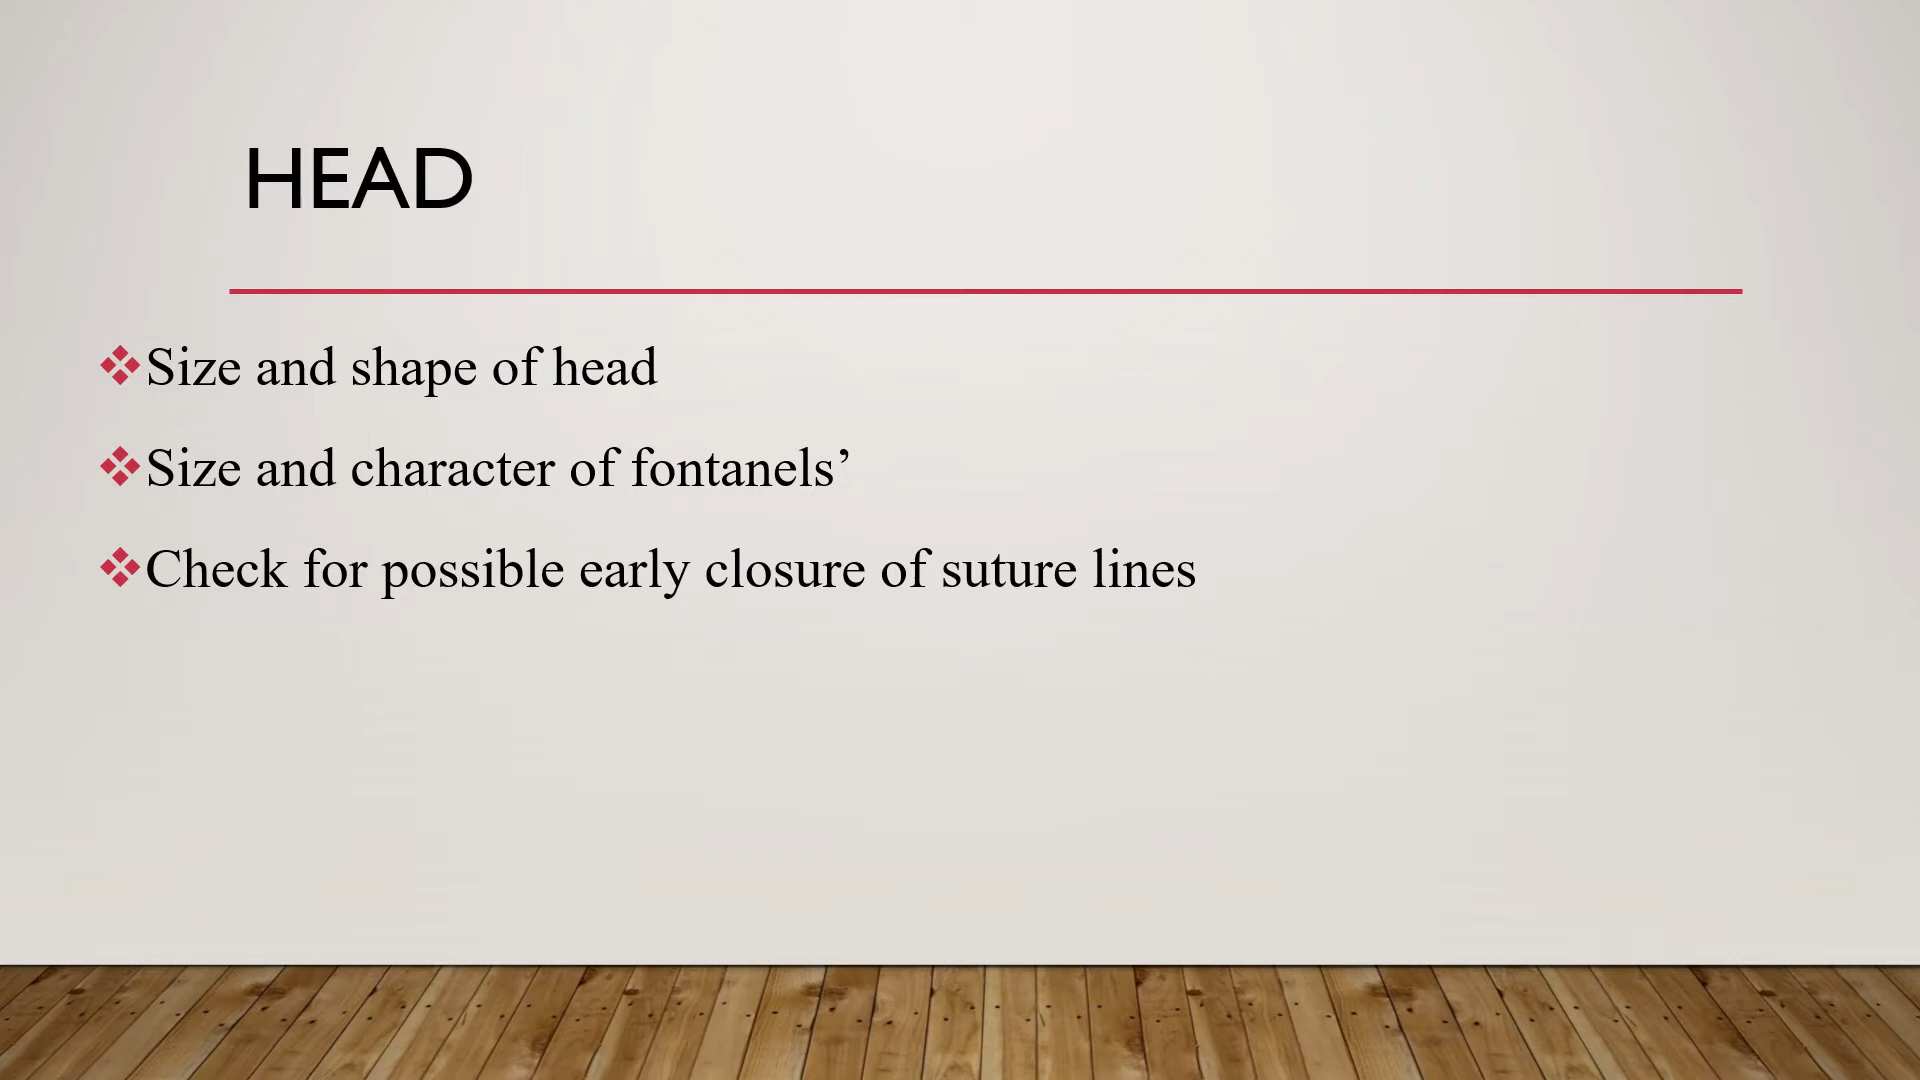 HEAD
Size and shape of head
Size and character of fontanels’
Check for possible early closure of suture lines